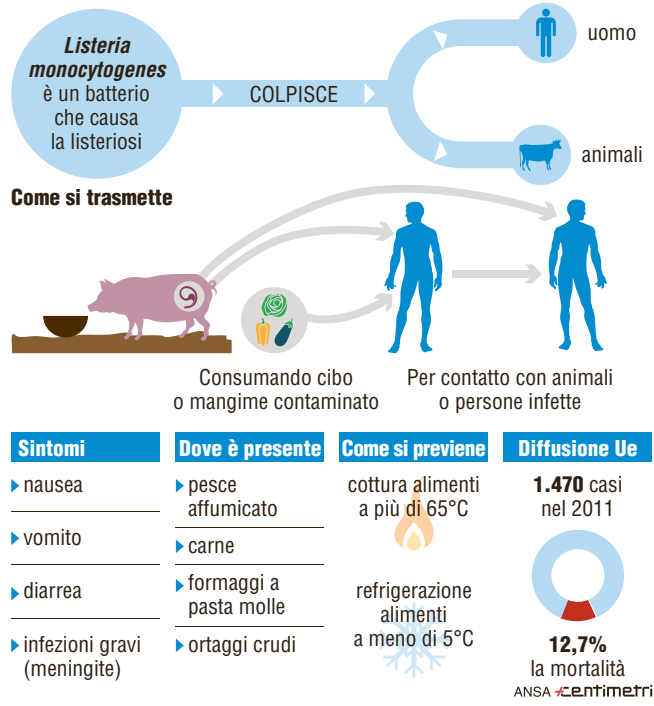 Listeria
monocytogenes
è un batterio
che causa
la listeriosi
COLPISCE
uomo
animali
Come si trasmette
Consumando cibo
o mangime contaminato
Per contatto con animali
o persone infette
Sintomi
nausea
vomito
diarrea
infezioni gravi
(meningite)
Dove è presente
pesce
affumicato
carne
formaggi a
pasta molle
ortaggi crudi
Come si previene
cottura alimenti
a più di 65°C
refrigerazione
alimenti
a meno di 5°C
Diffusione Ue
1.470 casi
nel 2011
12,7%
la mortalità
ANSA centimetri